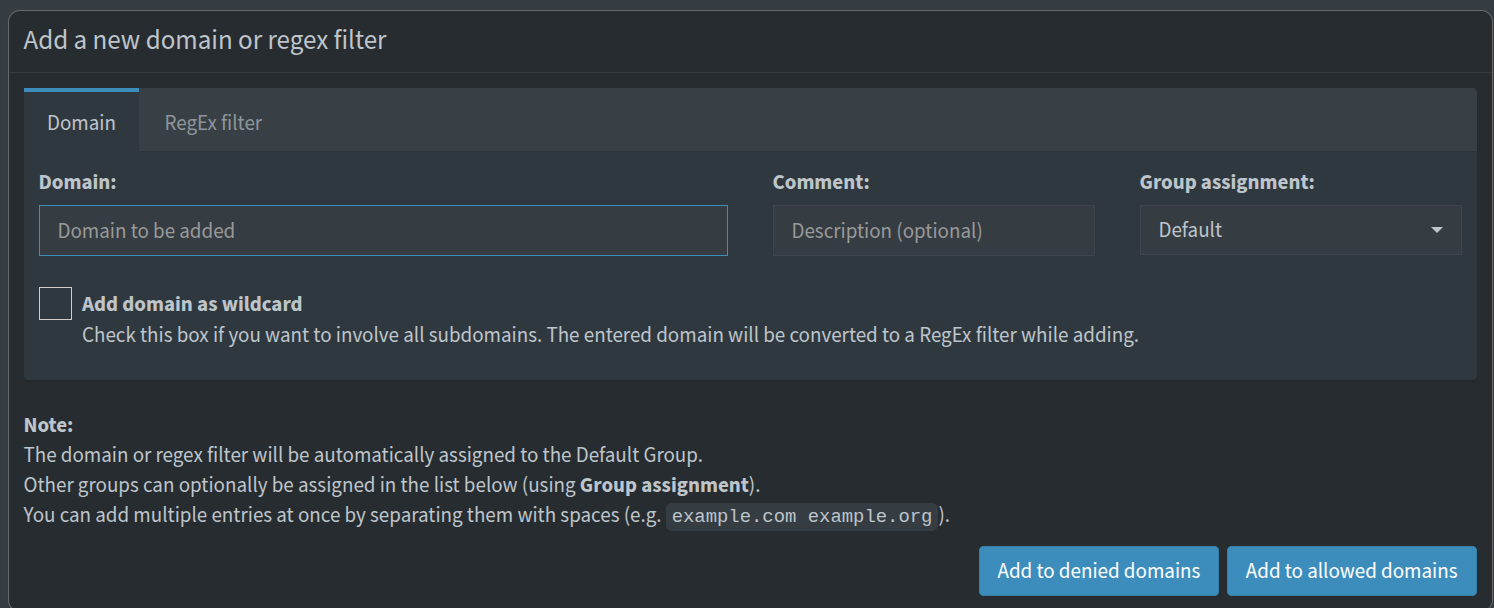 Add a new domain or regex filter
Domain RegEx filter
Domain: Comment: Group assignment:
Domain to be added Description (optional) Default
Add domain as wildcard
Check this box if you want to involve all subdomains. The entered domain will be converted to a RegEx filter while adding.
Note:
The domain or regex filter will be automatically assigned to the Default Group.
Other groups can optionally be assigned in the list below (using Group assignment).
You can add multiple entries at once by separating them with spaces (e.g. example.com example.org ).
Add to denied domains Add to allowed domains